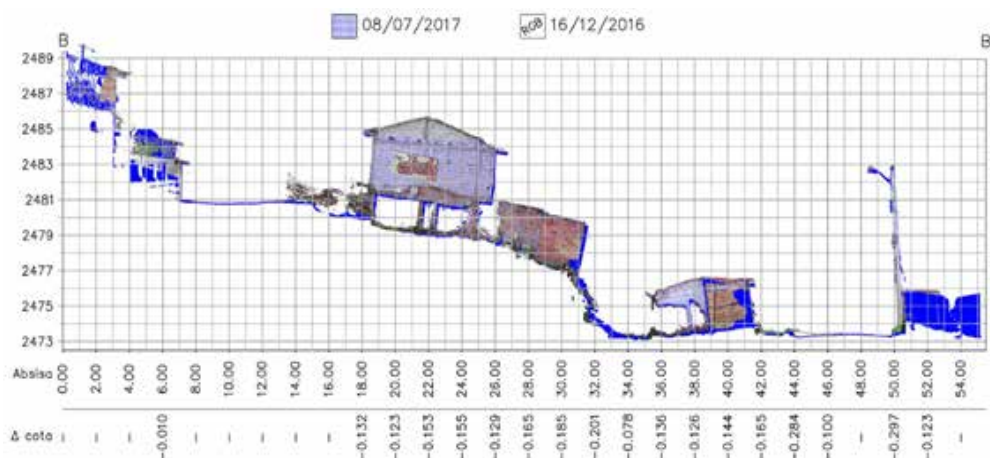 08/07/2017 RGB 16/12/2016
B B
2489
2487
2485
2483
2481
2479
2477
2475
2473
Absisa 0.00 2.00 4.00 6.00 8.00 10.00 12.00 14.00 16.00 18.00 20.00 22.00 24.00 26.00 28.00 30.00 32.00 34.00 36.00 38.00 40.00 42.00 44.00 46.00 48.00 50.00 52.00 54.00
Δ cota - - - -0.010 - - - - - -0.132 -0.123 -0.153 -0.155 -0.129 -0.165 -0.185 -0.201 -0.078 -0.136 -0.126 -0.144 -0.165 -0.284 -0.100 - -0.297 -0.123 -